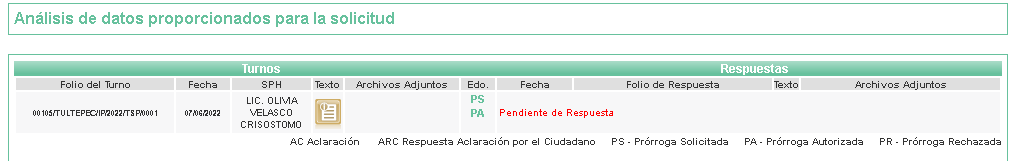 Análisis de datos proporcionados para la solicitud
Turnos Respuestas
Folio del Turno Fecha SPH Texto Archivos Adjuntos Edo. Fecha Folio de Respuesta Texto Archivos Adjuntos
00105/TULTEPEC/IP/2022/TSP/0001 07/06/2022 LIC. OLIVIA VELASCO CRISOSTOMO PS PA Pendiente de Respuesta
AC Aclaración ARC Respuesta Aclaración por el Ciudadano PS - Prórroga Solicitada PA - Prórroga Autorizada PR - Prórroga Rechazada